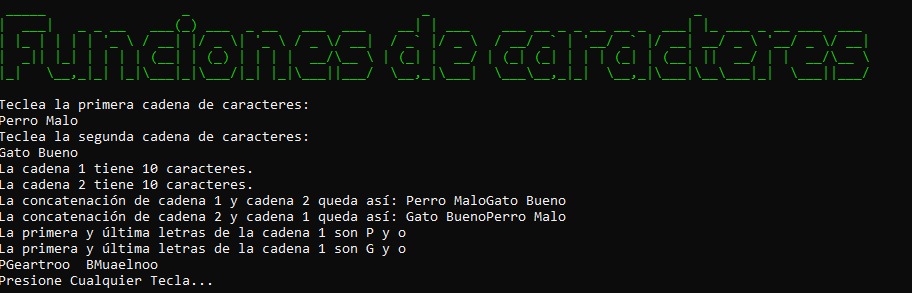 Funciones de caracteres
Teclea la primera cadena de caracteres:
Perro Malo
Teclea la segunda cadena de caracteres:
Gato Bueno
La cadena 1 tiene 10 caracteres.
La cadena 2 tiene 10 caracteres.
La concatenación de cadena 1 y cadena 2 queda así: Perro MaloGato Bueno
La concatenación de cadena 2 y cadena 1 queda así: Gato BuenoPerro Malo
La primera y última letras de la cadena 1 son P y o
La primera y última letras de la cadena 1 son G y o
PGeartroo  BMuaelnoo
Presione Cualquier Tecla...